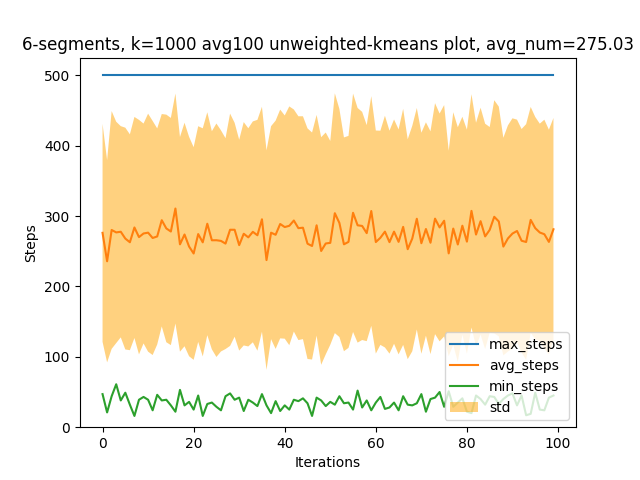 6-segments, k=1000 avg100 unweighted-kmeans plot, avg_num=275.03
500
400
300
200
100
0
Steps
max_steps
avg_steps
min_steps
std
0 20 40 60 80 100
Iterations